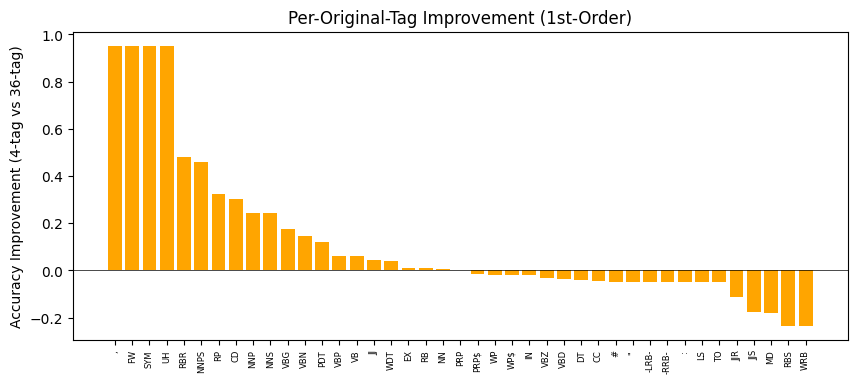 Per-Original-Tag Improvement (1st-Order)
Accuracy Improvement (4-tag vs 36-tag)
1.0
0.8
0.6
0.4
0.2
0.0
−0.2
FW
SYM
UH
RBR
NNPS
RP
CD
NNP
NNS
VBG
VBN
PDT
VBP
VB
JJ
WDT
EX
RB
NN
PRP
PRP$
WP
WP$
IN
VBZ
VBD
DT
CC
#
-LRB-
-RRB-
:
LS
TO
JJR
JJS
MD
RBS
WRB